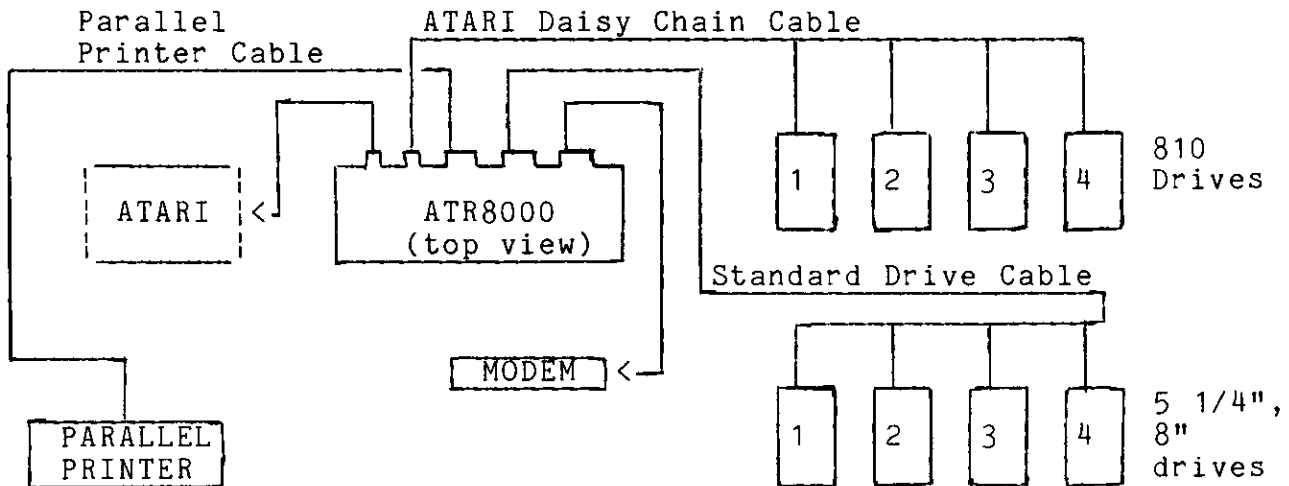 Parallel
Printer Cable
ATARI Daisy Chain Cable
ATARI
<
ATR8000
(top view)
1
2
3
4
810
Drives
Standard Drive Cable
MODEM
<
PARALLEL
PRINTER
1
2
3
4
5 1/4",
8"
drives